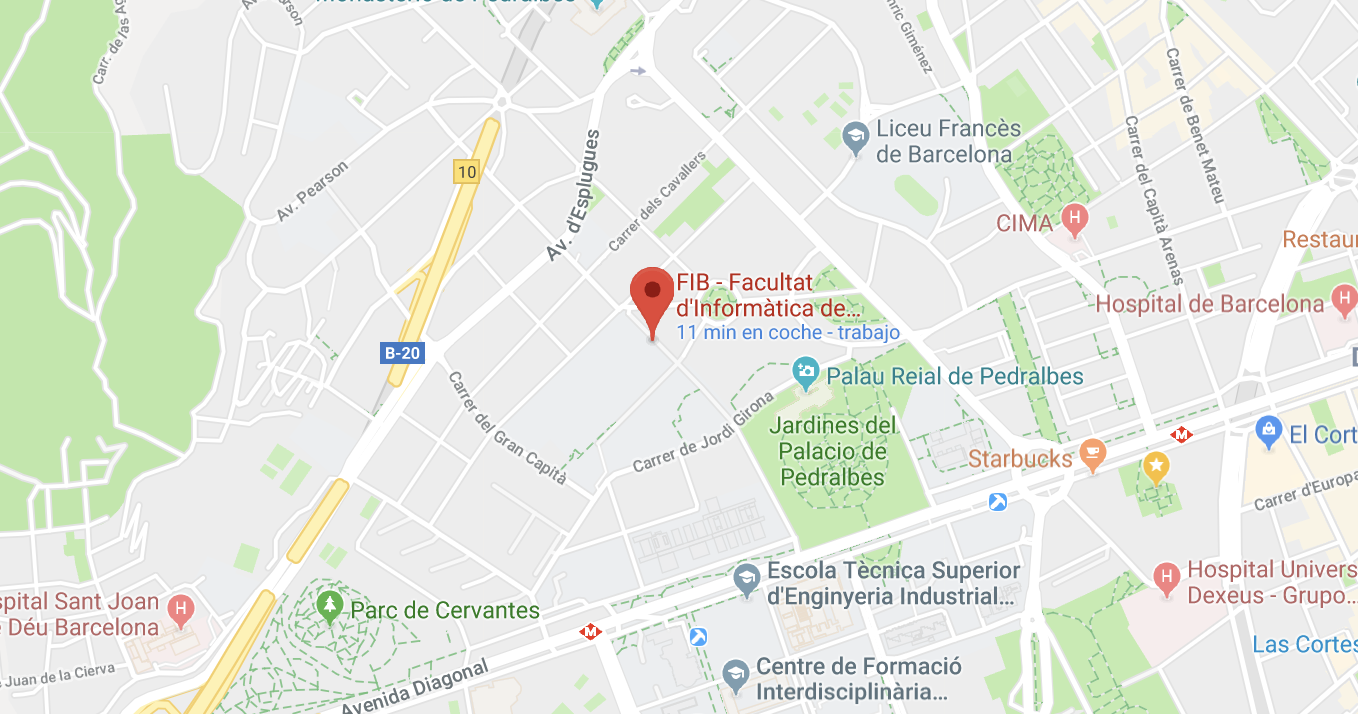 Monasterio de Pedralbes
Carr. de las Ag
Enric Giménez
Carrer de Benet Mateu
Liceu Francès
de Barcelona
Carrer del Capità Arenas
Av. d'Esplugues
Carrer dels Cavallers
10
Av. Pearson
CIMA
H
Restaur
FIB - Facultat
d'Informàtica de...
11 min en coche - trabajo
Hospital de Barcelona
H
B-20
Palau Reial de Pedralbes
Carrer del Gran Capità
Carrer de Jordi Girona
Jardines del
Palacio de
Pedralbes
M
El Cort
Starbucks
Carrer d'Europa
Escola Tècnica Superior
d'Enginyeria Industrial...
H
Hospital Univers
Dexeus - Grupo...
spital Sant Joan
e Déu Barcelona
H
Parc de Cervantes
M
Las Cortes
Juan de la Cierva
Avenida Diagonal
Centre de Formació
Interdisciplinària...